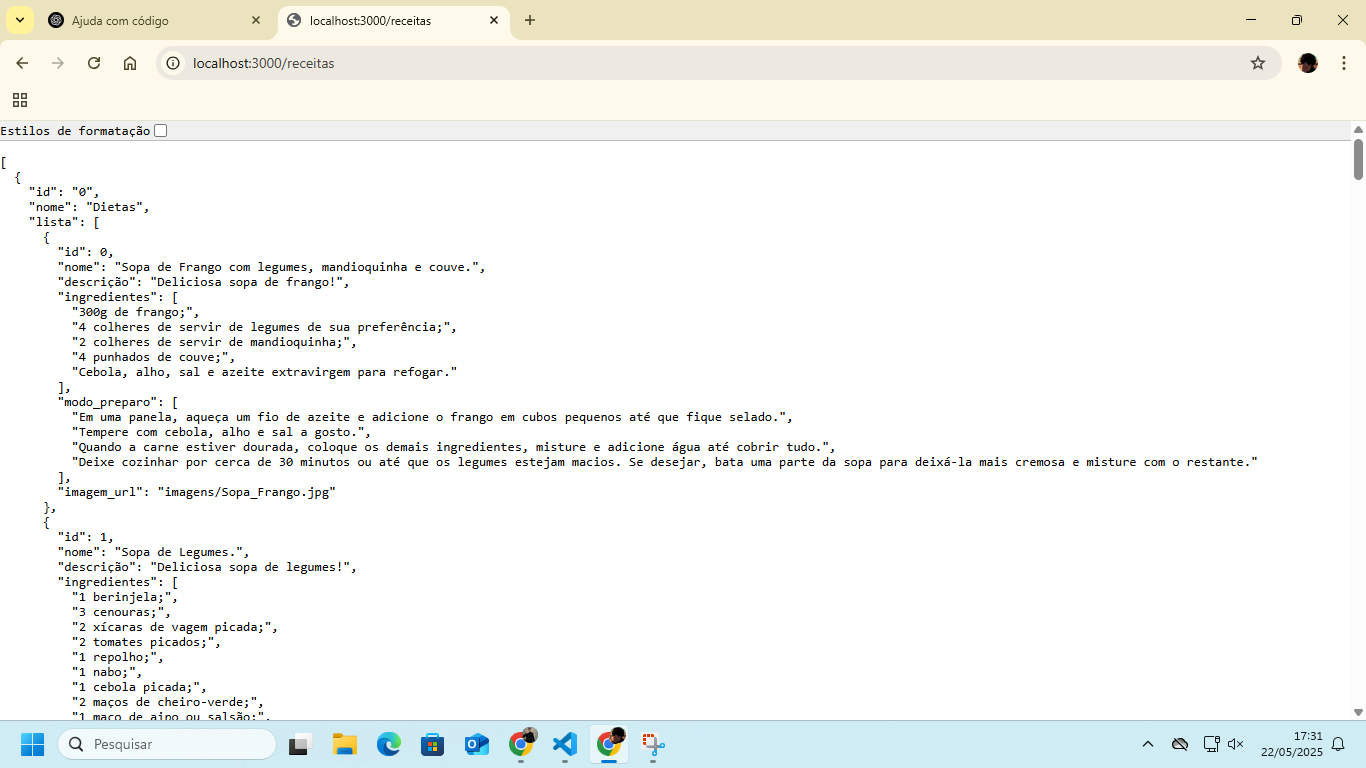 Ajuda com código
localhost:3000/receitas
localhost:3000/receitas
Estilos de formatação
[
  {
    "id": "0",
    "nome": "Dietas",
    "lista": [
      {
        "id": 0,
        "nome": "Sopa de Frango com legumes, mandioquinha e couve.",
        "descrição": "Deliciosa sopa de frango!",
        "ingredientes": [
          "300g de frango;",
          "4 colheres de servir de legumes de sua preferência;",
          "2 colheres de servir de mandioquinha;",
          "4 punhados de couve;",
          "Cebola, alho, sal e azeite extravirgem para refogar."
        ],
        "modo_preparo": [
          "Em uma panela, aqueça um fio de azeite e adicione o frango em cubos pequenos até que fique selado.",
          "Tempere com cebola, alho e sal a gosto.",
          "Quando a carne estiver dourada, coloque os demais ingredientes, misture e adicione água até cobrir tudo.",
          "Deixe cozinhar por cerca de 30 minutos ou até que os legumes estejam macios. Se desejar, bata uma parte da sopa para deixá-la mais cremosa e misture com o restante."
        ],
        "imagem_url": "imagens/Sopa_Frango.jpg"
      },
      {
        "id": 1,
        "nome": "Sopa de Legumes.",
        "descrição": "Deliciosa sopa de legumes!",
        "ingredientes": [
          "1 berinjela;",
          "3 cenouras;",
          "2 xícaras de vagem picada;",
          "2 tomates picados;",
          "1 repolho;",
          "1 nabo;",
          "1 cebola picada;",
          "2 maços de cheiro-verde;",
          "1 maço de aipo ou salsão;",
Pesquisar
17:31
22/05/2025